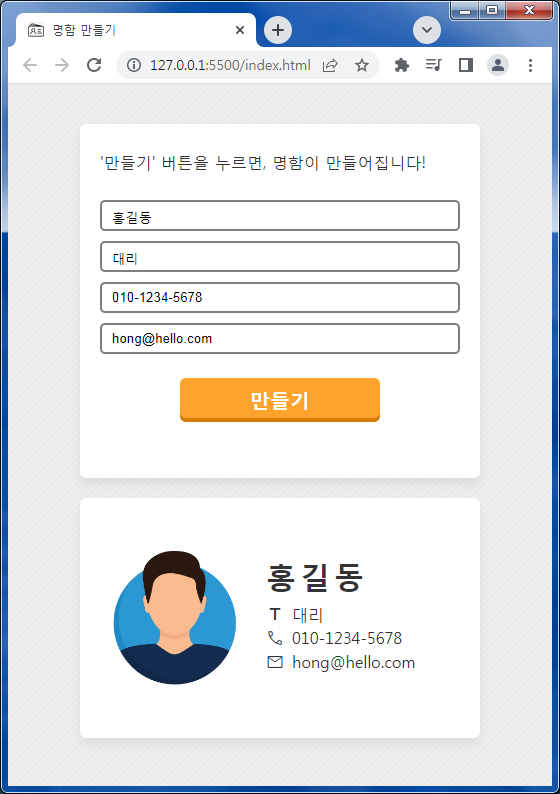 명함 만들기
127.0.0.1:5500/index.html
'만들기' 버튼을 누르면, 명함이 만들어집니다!
홍길동
대리
010-1234-5678
hong@hello.com
만들기
홍길동
T 대리
010-1234-5678
hong@hello.com